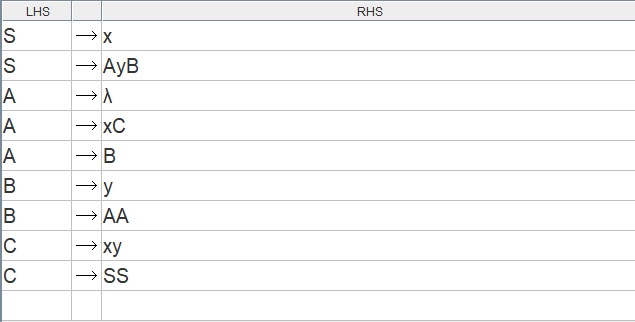 LHS RHS
S → x
S → AyB
A → λ
A → xC
A → B
B → y
B → AA
C → xy
C → SS